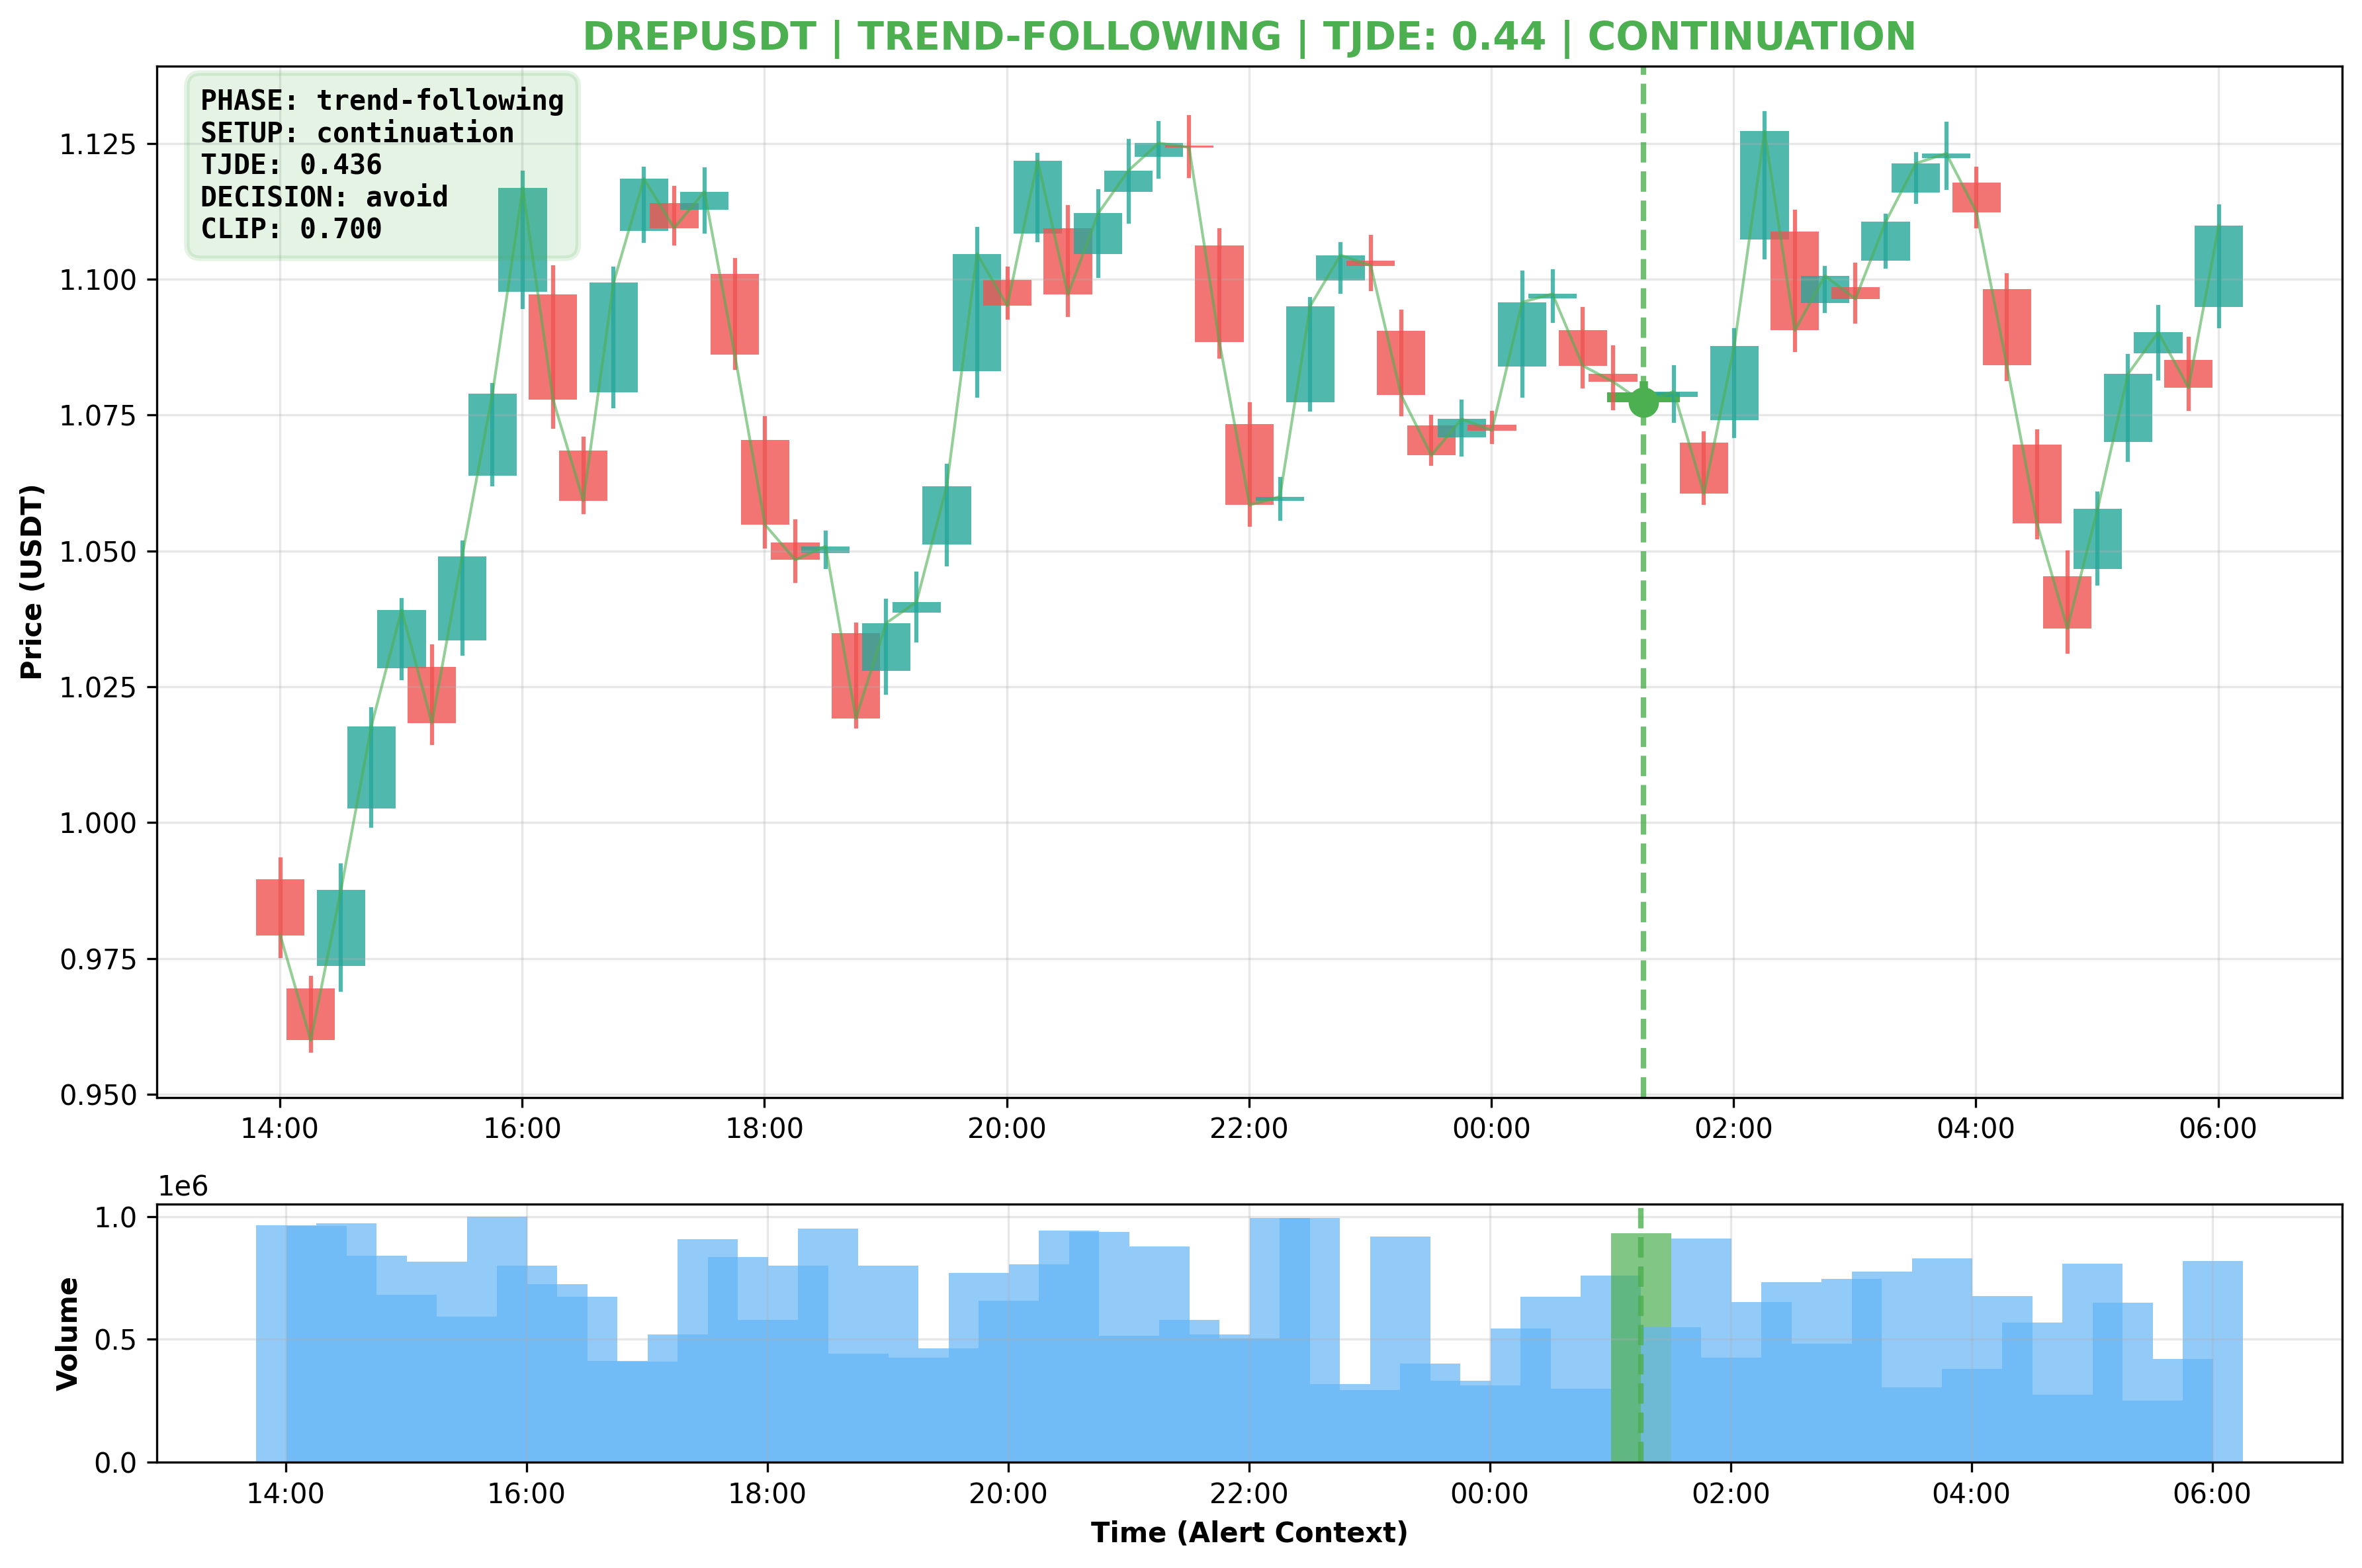 DREPUSDT | TREND-FOLLOWING | TJDE: 0.44 | CONTINUATION
PHASE: trend-following
SETUP: continuation
TJDE: 0.436
DECISION: avoid
CLIP: 0.700
Price (USDT)
1.125
1.100
1.075
1.050
1.025
1.000
0.975
0.950
14:00 16:00 18:00 20:00 22:00 00:00 02:00 04:00 06:00
1e6
Volume
1.0
0.5
0.0
14:00 16:00 18:00 20:00 22:00 00:00 02:00 04:00 06:00
Time (Alert Context)